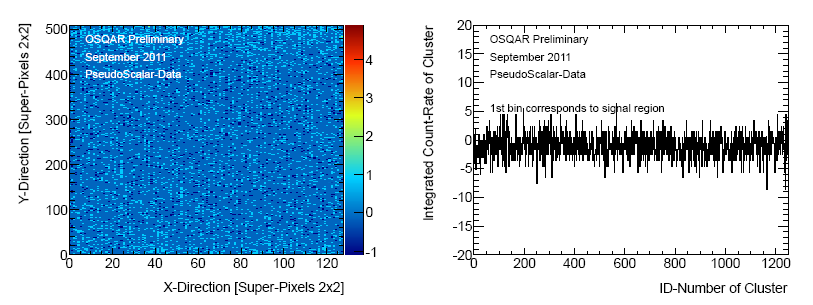 OSQAR Preliminary
September 2011
PseudoScalar-Data
Y-Direction [Super-Pixels 2x2]
500
400
300
200
100
0
0 20 40 60 80 100 120
X-Direction [Super-Pixels 2x2]
4
3
2
1
0
-1
OSQAR Preliminary
September 2011
PseudoScalar-Data
1st bin corresponds to signal region
Integrated Count-Rate of Cluster
20
15
10
5
0
-5
-10
-15
-20
0 200 400 600 800 1000 1200
ID-Number of Cluster